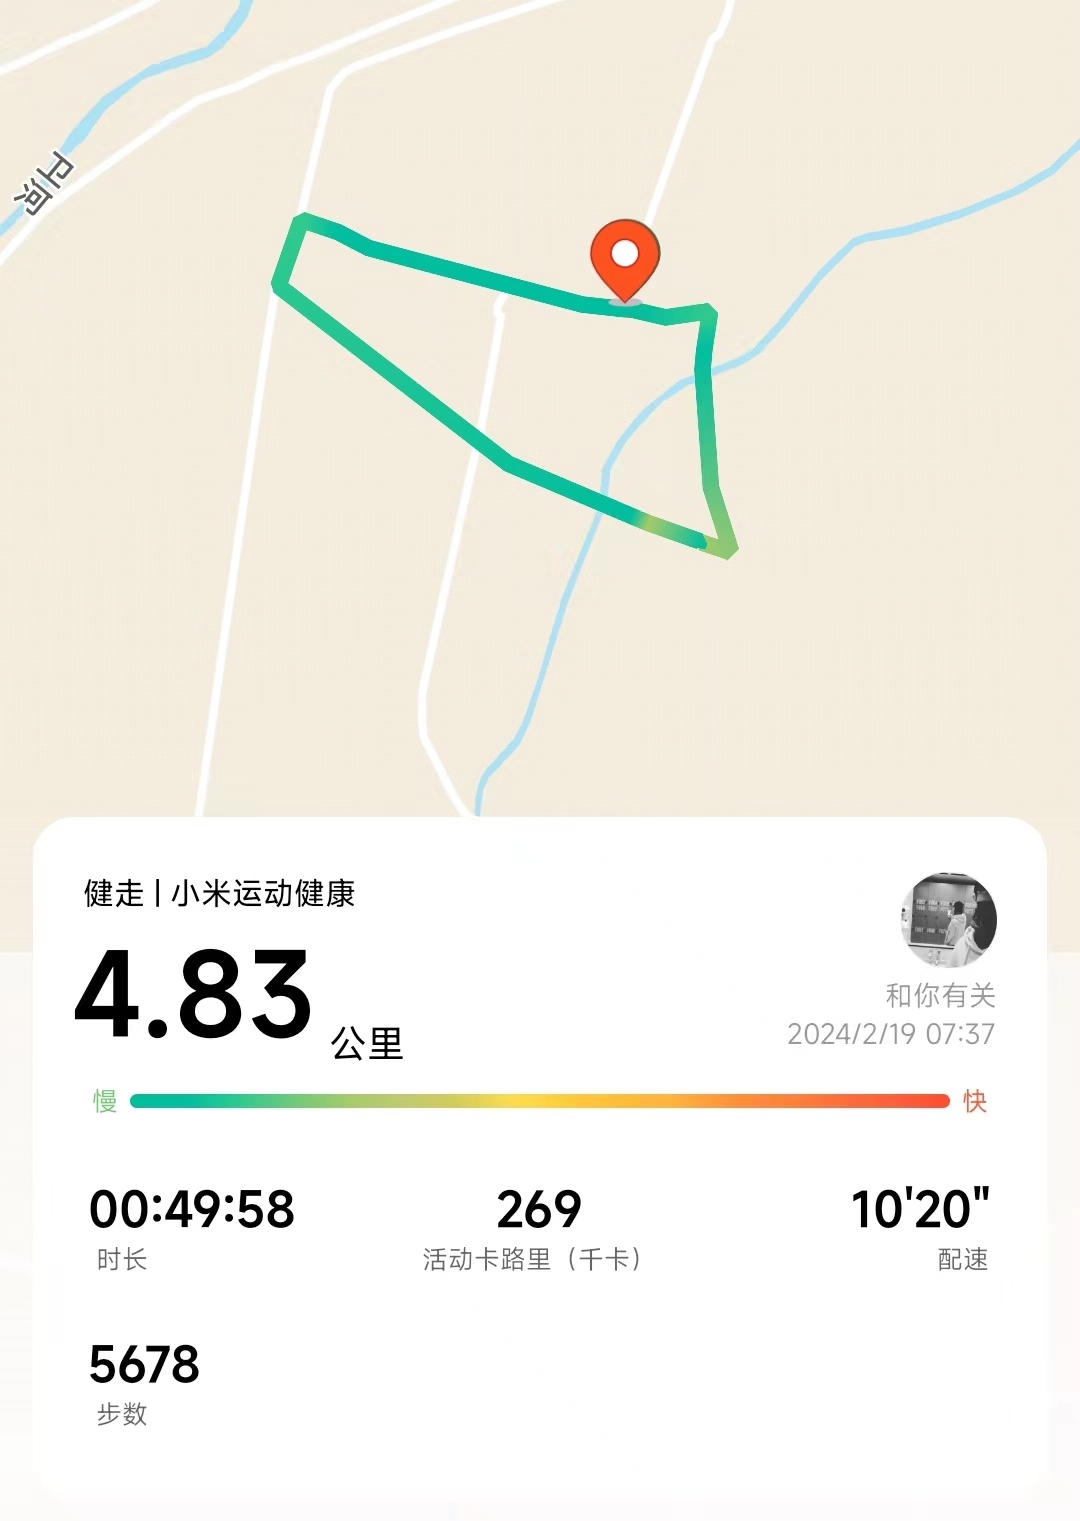 卫河
健走 | 小米运动健康
4.83 公里
和你有关
2024/2/19 07:37
慢
快
00:49:58
269
10'20"
时长
活动卡路里（千卡）
配速
5678
步数